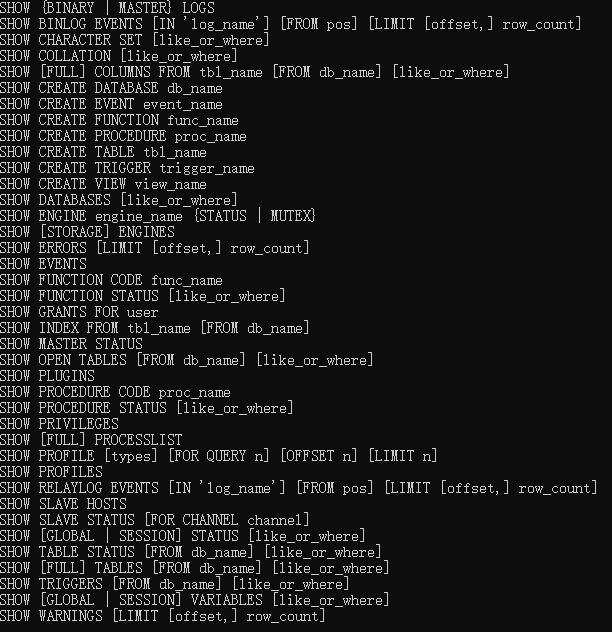 SHOW {BINARY | MASTER} LOGS
SHOW BINLOG EVENTS [IN 'log_name'] [FROM pos] [LIMIT [offset,] row_count]
SHOW CHARACTER SET [like_or_where]
SHOW COLLATION [like_or_where]
SHOW [FULL] COLUMNS FROM tbl_name [FROM db_name] [like_or_where]
SHOW CREATE DATABASE db_name
SHOW CREATE EVENT event_name
SHOW CREATE FUNCTION func_name
SHOW CREATE PROCEDURE proc_name
SHOW CREATE TABLE tbl_name
SHOW CREATE TRIGGER trigger_name
SHOW CREATE VIEW view_name
SHOW DATABASES [like_or_where]
SHOW ENGINE engine_name {STATUS | MUTEX}
SHOW [STORAGE] ENGINES
SHOW ERRORS [LIMIT [offset,] row_count]
SHOW EVENTS
SHOW FUNCTION CODE func_name
SHOW FUNCTION STATUS [like_or_where]
SHOW GRANTS FOR user
SHOW INDEX FROM tbl_name [FROM db_name]
SHOW MASTER STATUS
SHOW OPEN TABLES [FROM db_name] [like_or_where]
SHOW PLUGINS
SHOW PROCEDURE CODE proc_name
SHOW PROCEDURE STATUS [like_or_where]
SHOW PRIVILEGES
SHOW [FULL] PROCESSLIST
SHOW PROFILE [types] [FOR QUERY n] [OFFSET n] [LIMIT n]
SHOW PROFILES
SHOW RELAYLOG EVENTS [IN 'log_name'] [FROM pos] [LIMIT [offset,] row_count]
SHOW SLAVE HOSTS
SHOW SLAVE STATUS [FOR CHANNEL channel]
SHOW [GLOBAL | SESSION] STATUS [like_or_where]
SHOW TABLE STATUS [FROM db_name] [like_or_where]
SHOW [FULL] TABLES [FROM db_name] [like_or_where]
SHOW TRIGGERS [FROM db_name] [like_or_where]
SHOW [GLOBAL | SESSION] VARIABLES [like_or_where]
SHOW WARNINGS [LIMIT [offset,] row_count]